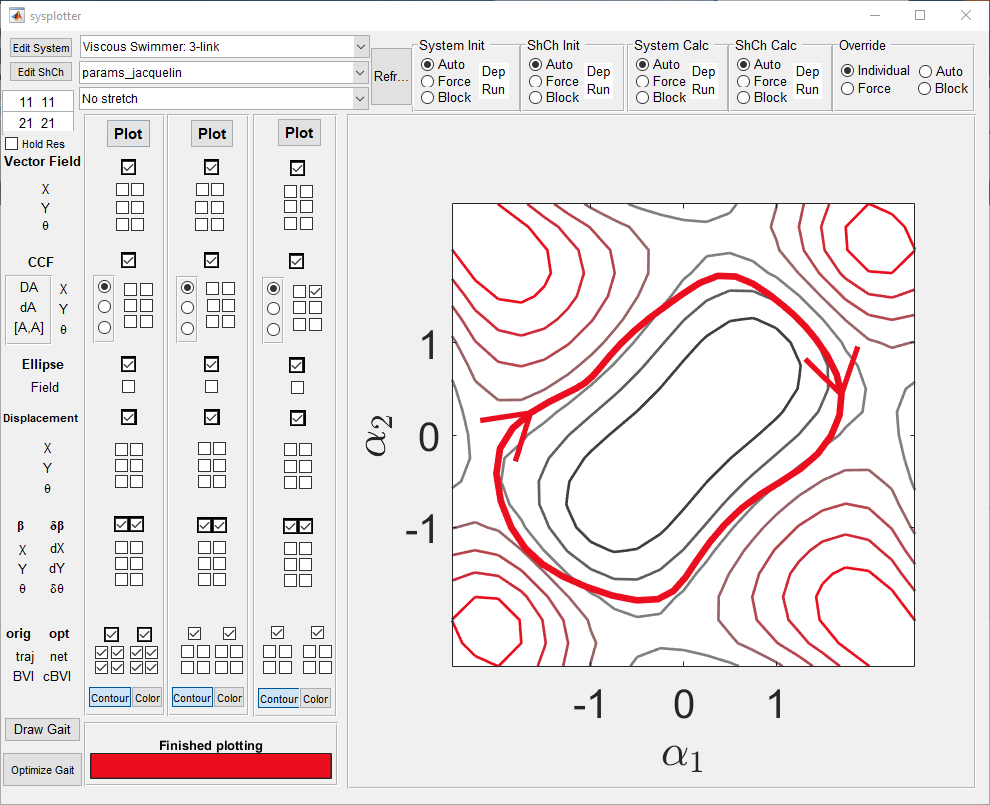 sysplotter
Edit System
Viscous Swimmer: 3-link
Edit ShCh
params_jacquelin
No stretch
Refr...
System Init
Auto
Force
Block
Dep
Run
ShCh Init
Auto
Force
Block
Dep
Run
System Calc
Auto
Force
Block
Dep
Run
ShCh Calc
Auto
Force
Block
Dep
Run
Override
Individual
Auto
Force
Block
11 11
21 21
Hold Res
Plot
Plot
Plot
Vector Field
X
Y
θ
CCF
DA X
dA Y
[A,A] θ
Ellipse
Field
Displacement
X
Y
θ
β δβ
X dX
Y dY
θ δθ
orig opt
traj net
BVI cBVI
Contour Color
Contour Color
Contour Color
Draw Gait
Optimize Gait
Finished plotting
1
0
-1
α2
-1 0 1
α1